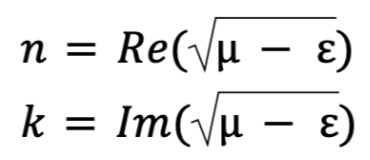 n = Re(√μ − ε)
k = Im(√μ − ε)